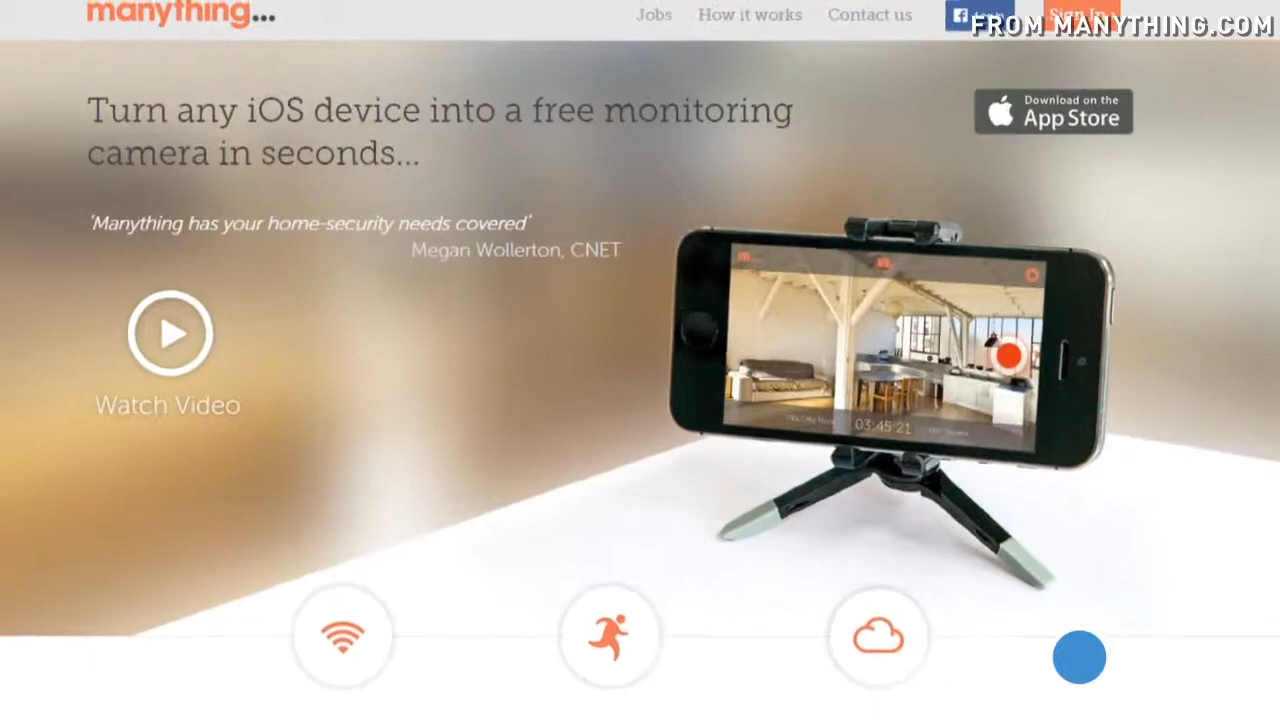 manything...
Jobs How it works Contact us
Sign In
FROM MANYTHING.COM
Turn any iOS device into a free monitoring
camera in seconds...
Download on the
App Store
'Manything has your home-security needs covered'
Megan Wollerton, CNET
Watch Video
03:45:21